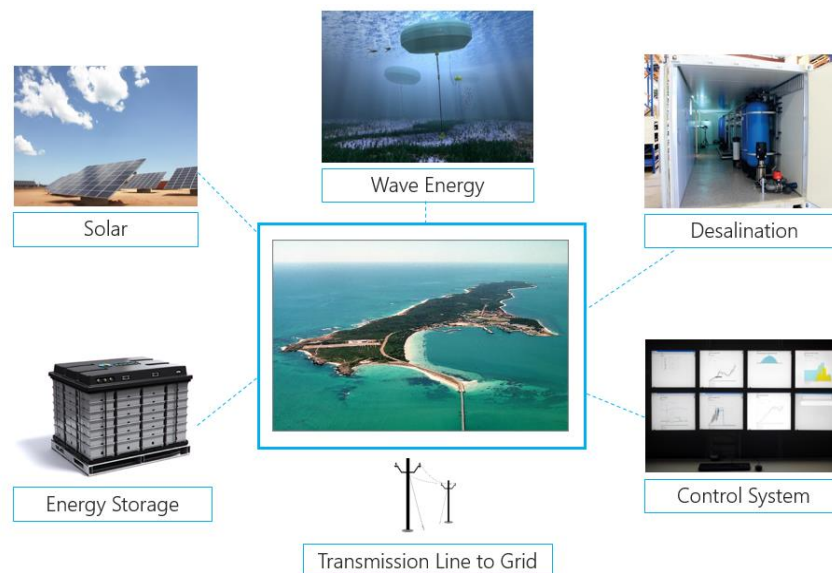 Wave Energy
Solar
Desalination
Energy Storage
Control System
Transmission Line to Grid